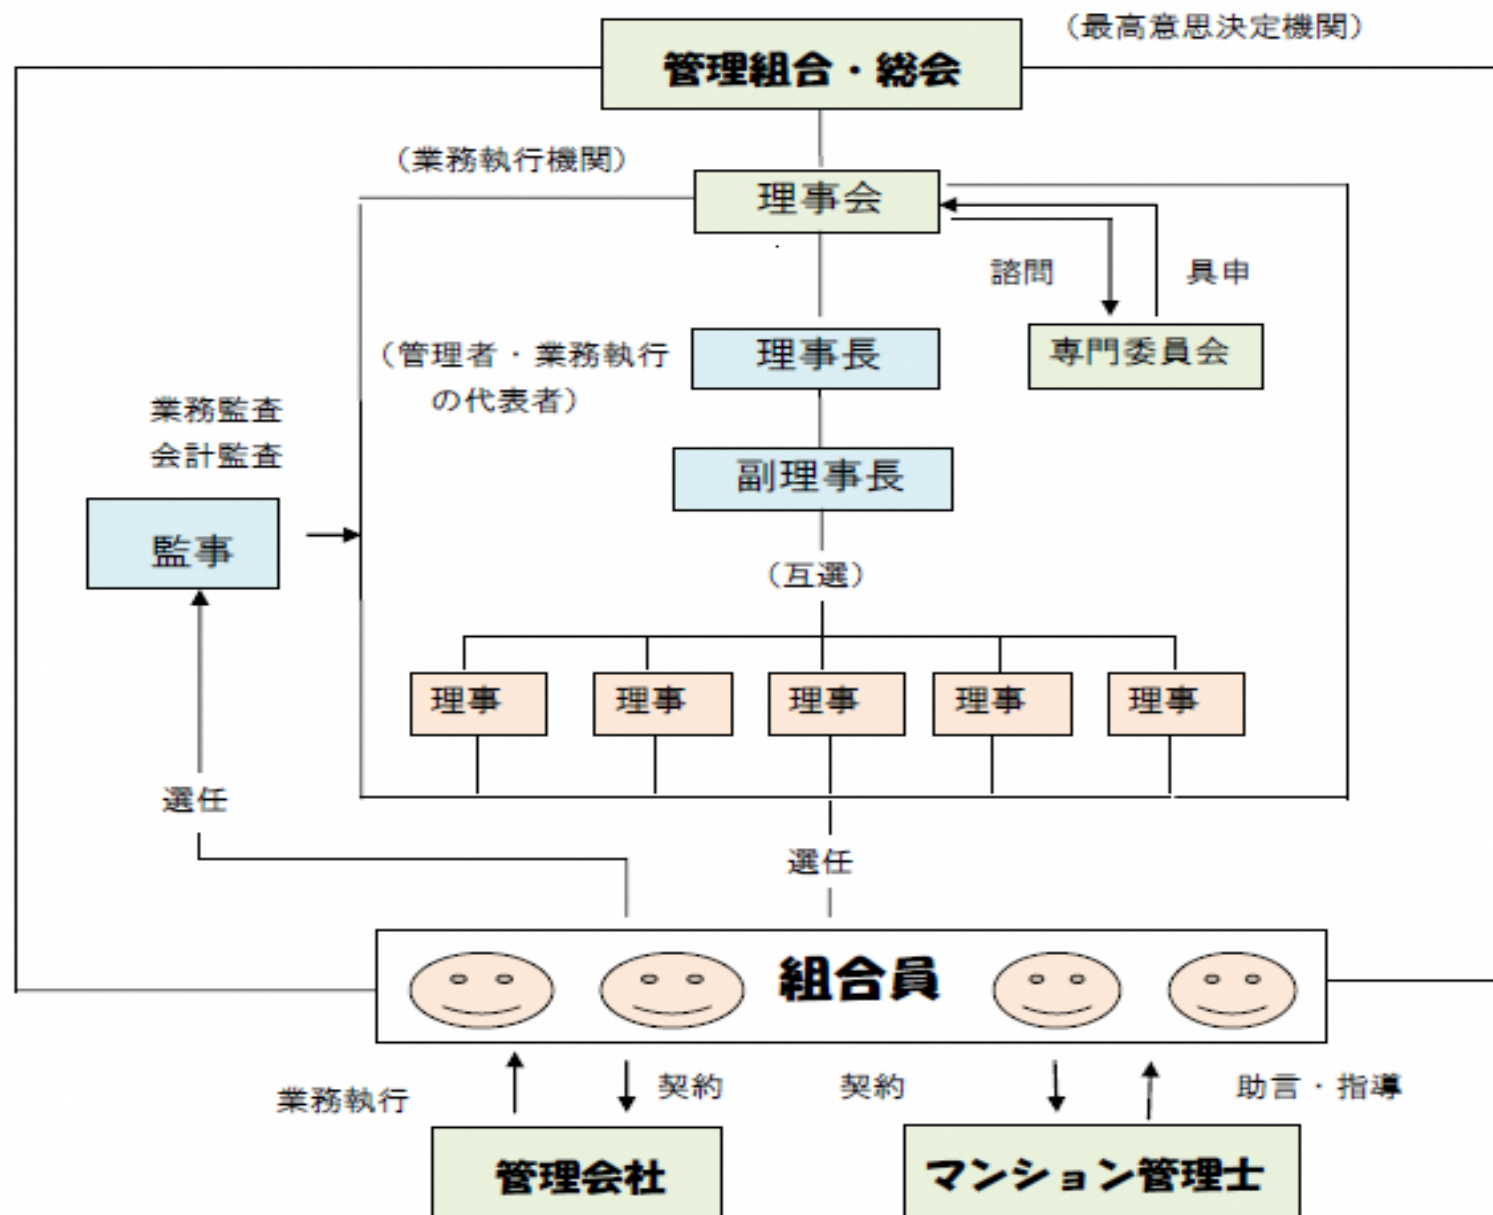 （最高意思決定機関）
管理組合・総会
（業務執行機関）
理事会
諮問
具申
（管理者・業務執行
の代表者）
理事長
専門委員会
業務監査
会計監査
副理事長
監事
（互選）
理事
理事
理事
理事
理事
選任
選任
組合員
業務執行
契約
契約
助言・指導
管理会社
マンション管理士